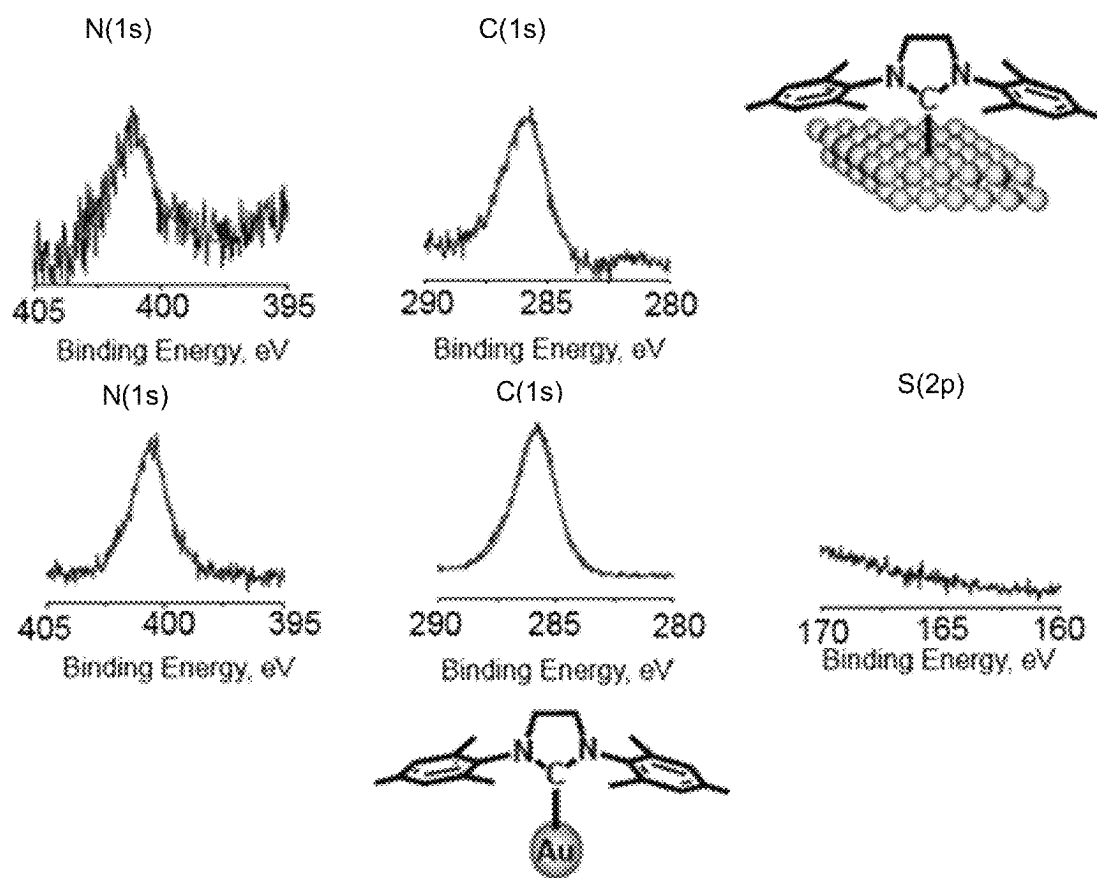 N(1s)
C(1s)
N
N
C
405
400
395
290
285
280
Binding Energy, eV
Binding Energy, eV
N(1s)
C(1s)
S(2p)
405
400
395
290
285
280
170
165
160
Binding Energy, eV
Binding Energy, eV
Binding Energy, eV
N
N
C
Au